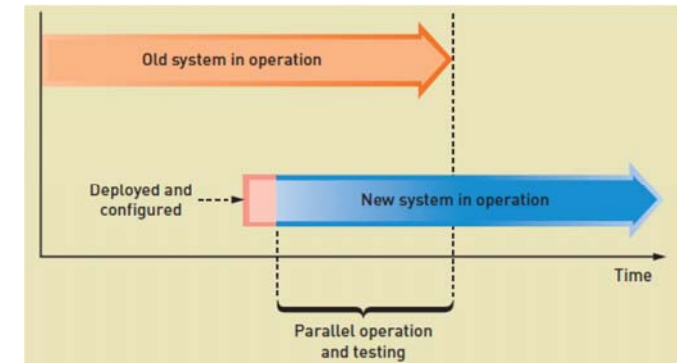 Old system in operation
Deployed and
configured
New system in operation
Time
Parallel operation
and testing